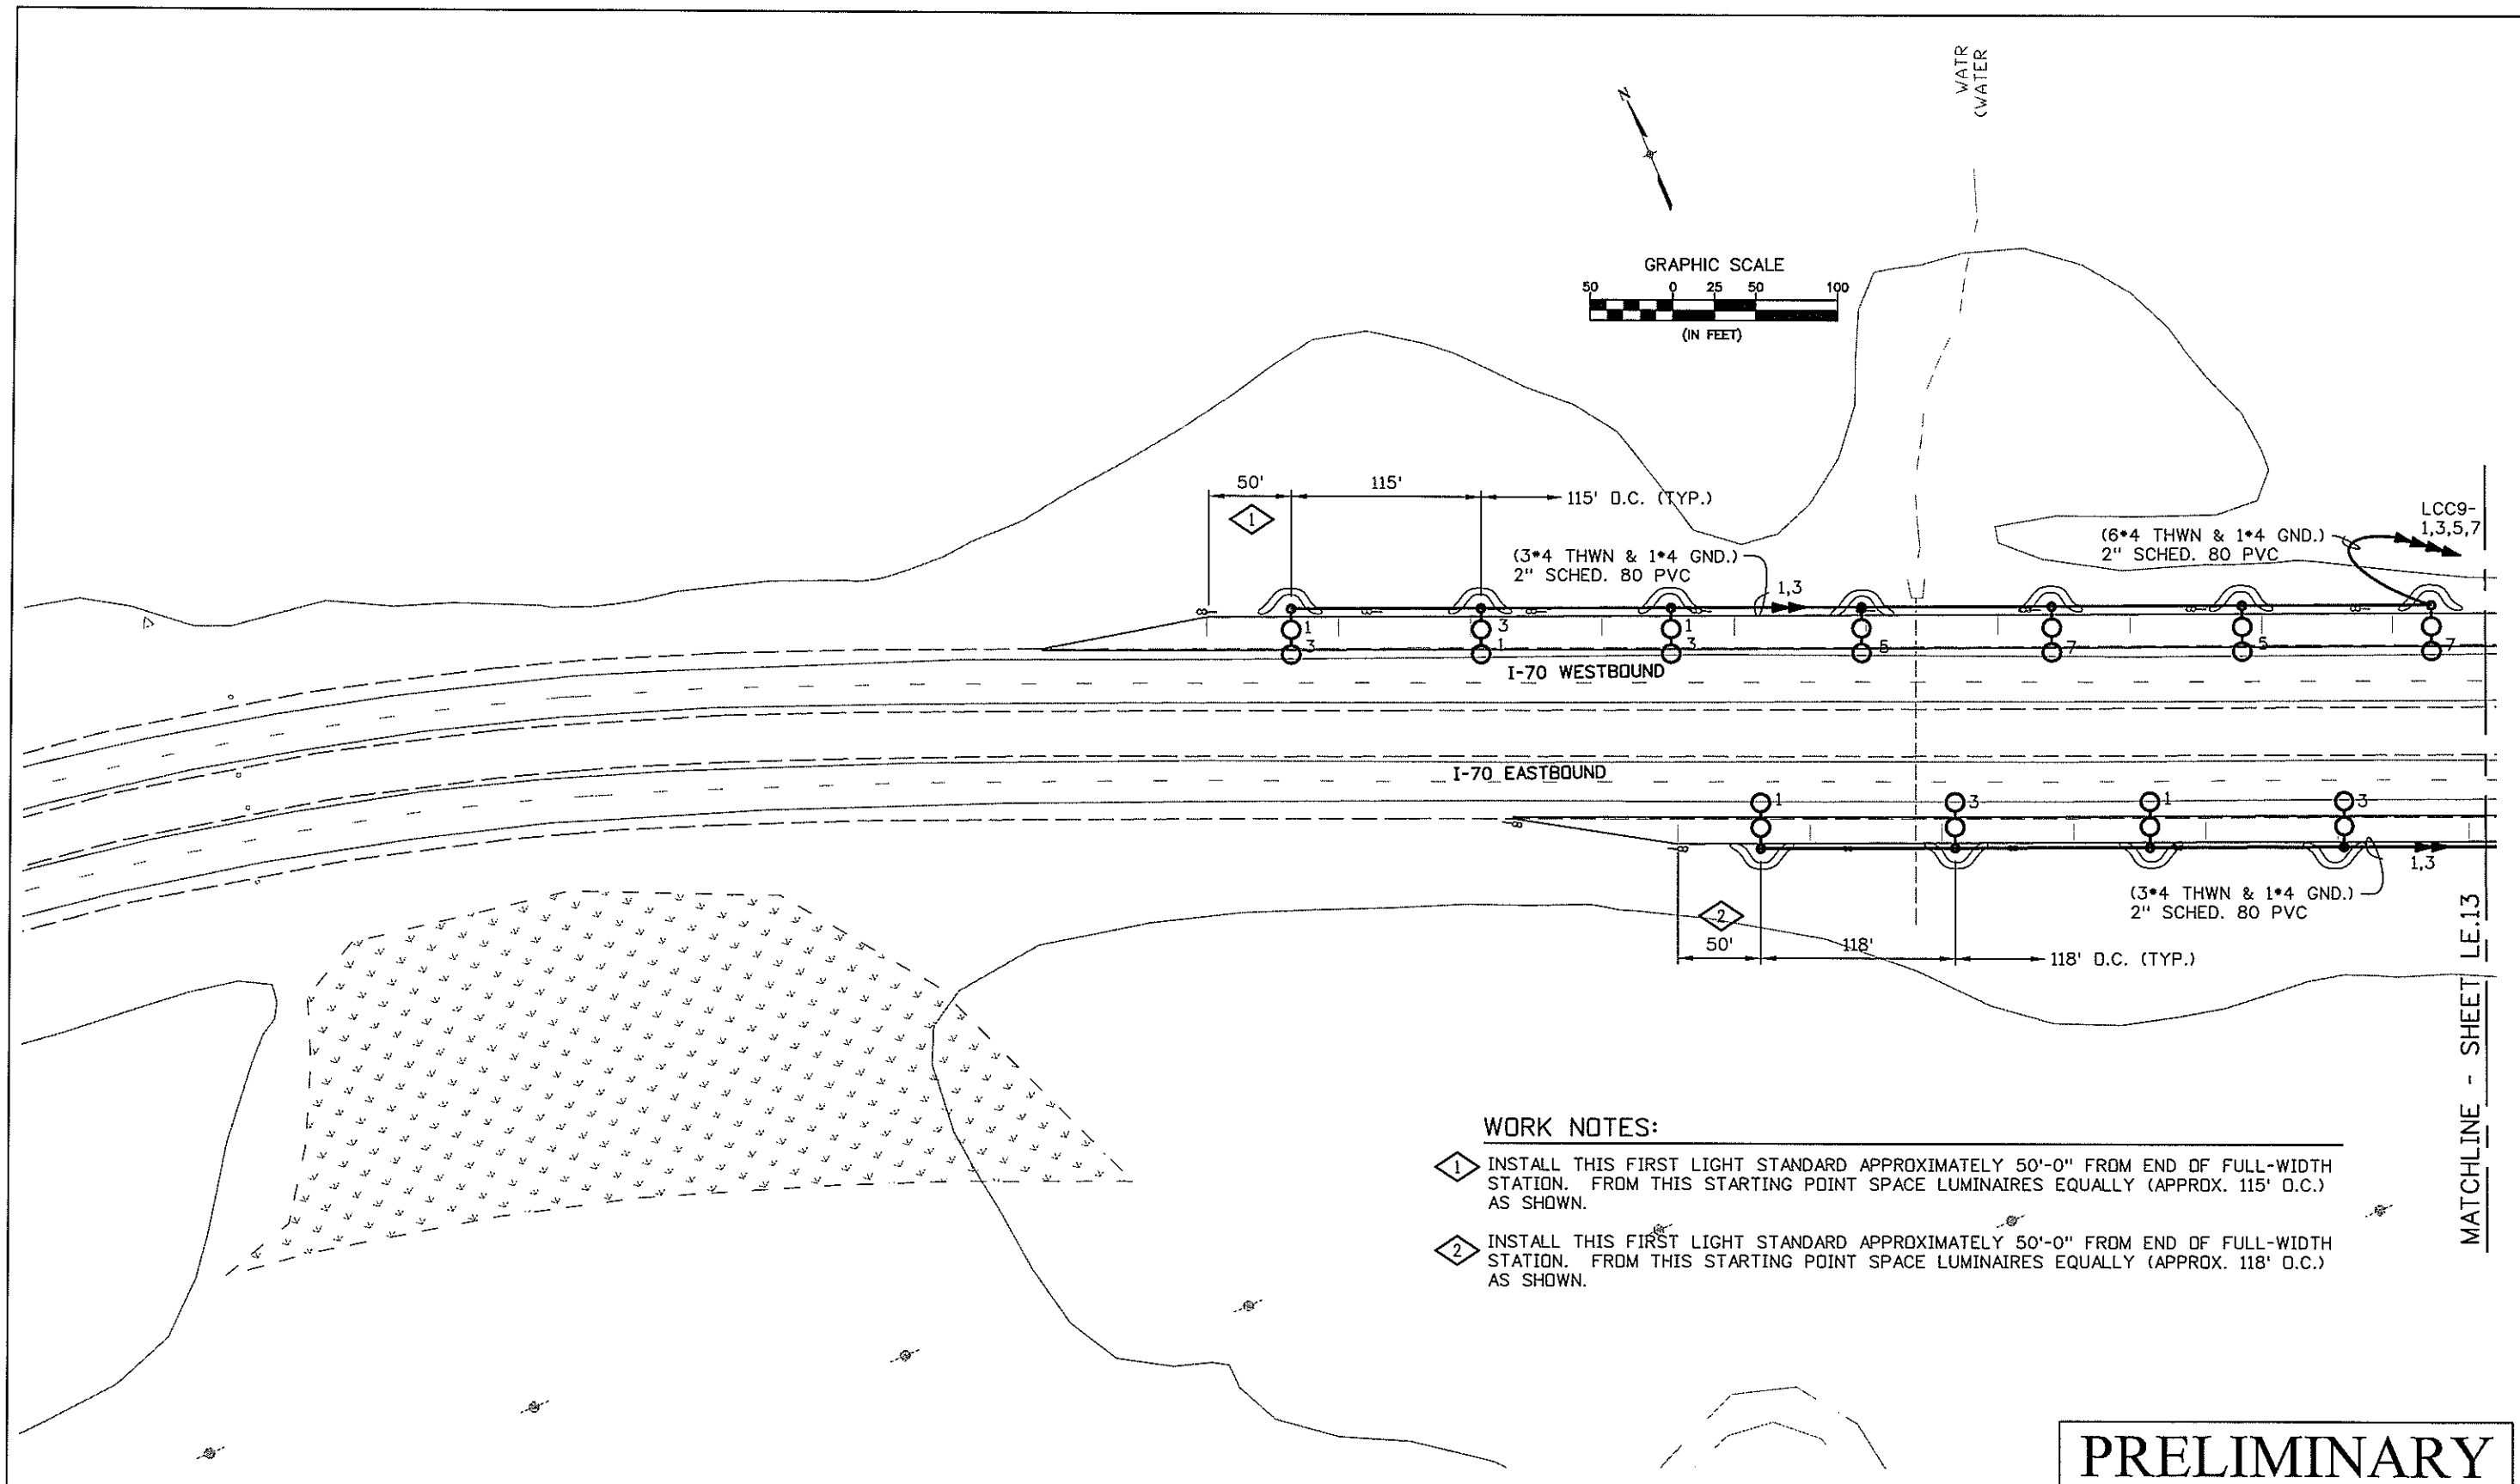 WATR
(WATER
N
GRAPHIC SCALE
50 0 25 50 100
(IN FEET)
50' 115' 115' O.C. (TYP.)
1
(3#4 THWN & 1#4 GND.)
2" SCHED. 80 PVC
1,3
(6#4 THWN & 1#4 GND.)
2" SCHED. 80 PVC
LCC9-
1,3,5,7
1 3 1
3 1 3 5 7 5 7
I-70 WESTBOUND
I-70 EASTBOUND
1 3 1 3
1,3
(3#4 THWN & 1#4 GND.)
2" SCHED. 80 PVC
2
50' 118' 118' O.C. (TYP.)
MATCHLINE - SHEET LE.13
WORK NOTES:
1 INSTALL THIS FIRST LIGHT STANDARD APPROXIMATELY 50'-0" FROM END OF FULL-WIDTH
STATION. FROM THIS STARTING POINT SPACE LUMINAIRES EQUALLY (APPROX. 115' O.C.)
AS SHOWN.
2 INSTALL THIS FIRST LIGHT STANDARD APPROXIMATELY 50'-0" FROM END OF FULL-WIDTH
STATION. FROM THIS STARTING POINT SPACE LUMINAIRES EQUALLY (APPROX. 118' O.C.)
AS SHOWN.
PRELIMINARY